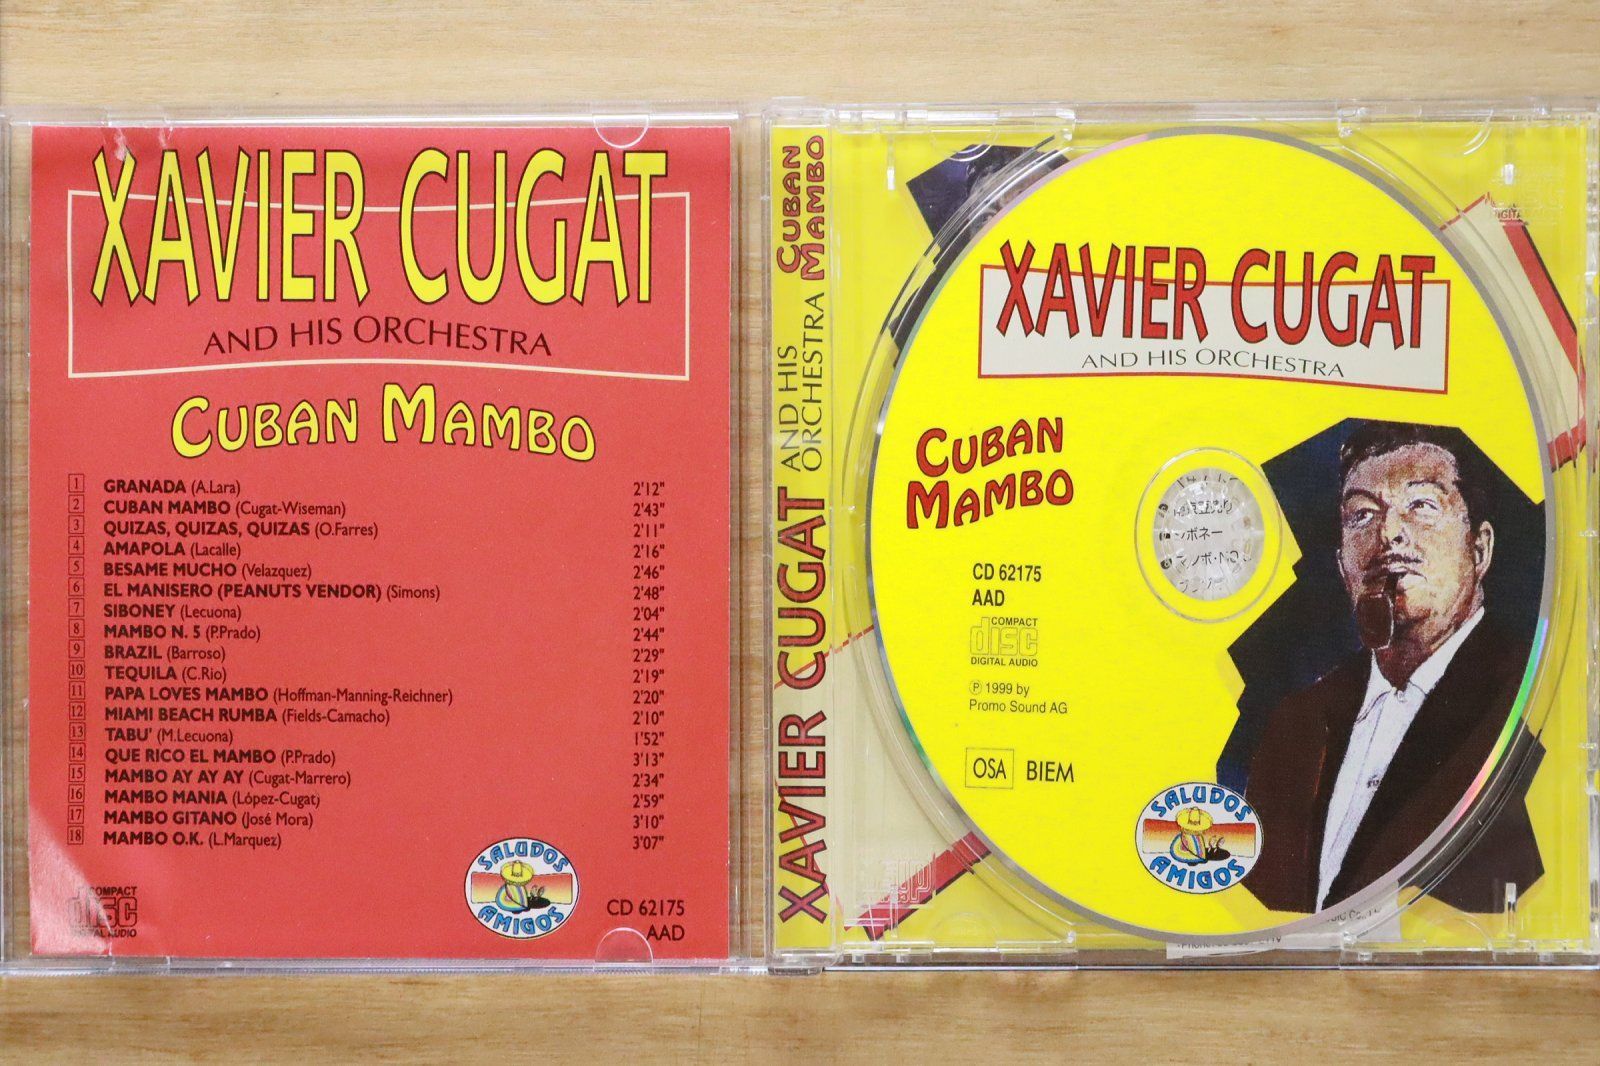 XAVIER CUGAT
AND HIS ORCHESTRA
CUBAN MAMBO
1 GRANADA (A.Lara) 2'12"
2 CUBAN MAMBO (Cugat-Wiseman) 2'43"
3 QUIZAS, QUIZAS, QUIZAS (O.Farres) 2'11"
4 AMAPOLA (Lacalle) 2'16"
5 BESAME MUCHO (Velazquez) 2'46"
6 EL MANISERO (PEANUTS VENDOR) (Simons) 2'48"
7 SIBONEY (Lecuona) 2'04"
8 MAMBO N. 5 (P.Prado) 2'44"
9 BRAZIL (Barroso) 2'29"
10 TEQUILA (C.Rio) 2'19"
11 PAPA LOVES MAMBO (Hoffman-Manning-Reichner) 2'20"
12 MIAMI BEACH RUMBA (Fields-Camacho) 2'10"
13 TABU' (M.Lecuona) 1'52"
14 QUE RICO EL MAMBO (P.Prado) 3'13"
15 MAMBO AY AY AY (Cugat-Marrero) 2'34"
16 MAMBO MANIA (López-Cugat) 2'59"
17 MAMBO GITANO (José Mora) 3'10"
18 MAMBO O.K. (L.Marquez) 3'07"
COMPACT
disc
DIGITAL AUDIO
SALUDOS
AMIGOS
CD 62175
AAD
XAVIER CUGAT AND HIS ORCHESTRA CUBAN MAMBO
XAVIER CUGAT
AND HIS ORCHESTRA
CUBAN
MAMBO
CD 62175
AAD
COMPACT
disc
DIGITAL AUDIO
℗ 1999 by
Promo Sound AG
OSA BIEM
SALUDOS
AMIGOS